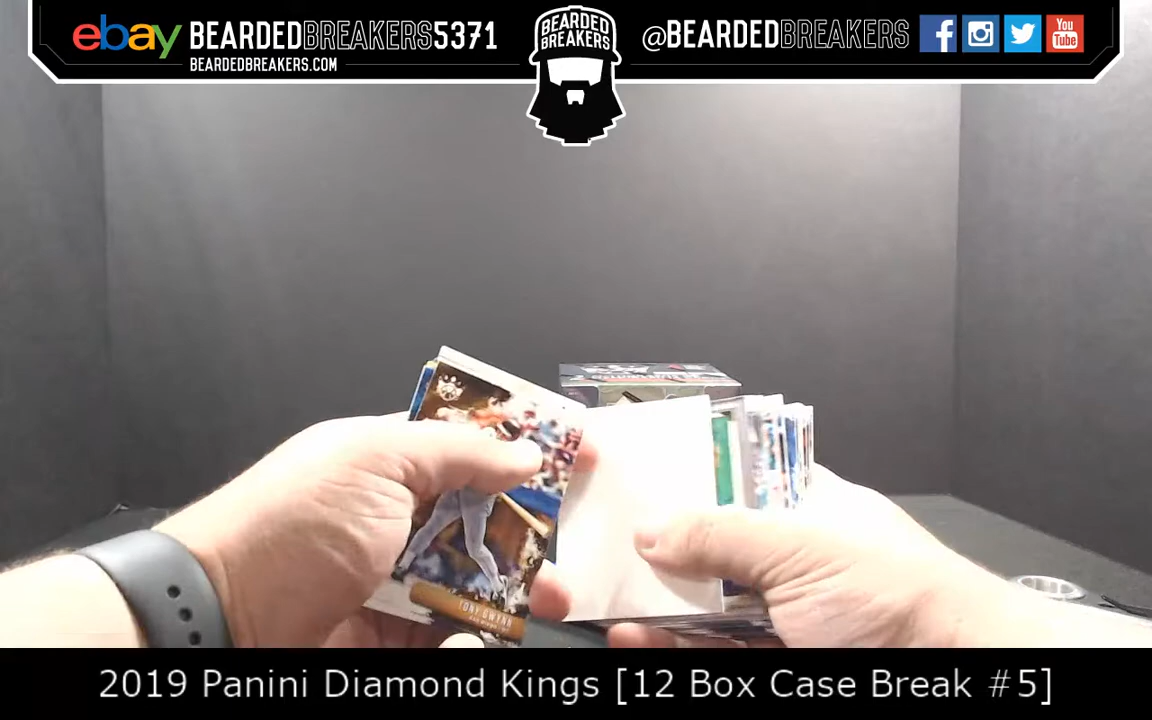 ebay BEARDEDBREAKERS5371
BEARDEDBREAKERS.COM
BEARDED
BREAKERS
@BEARDEDBREAKERS
You
Tube
TONY GWYNN
2019 Panini Diamond Kings [12 Box Case Break #5]